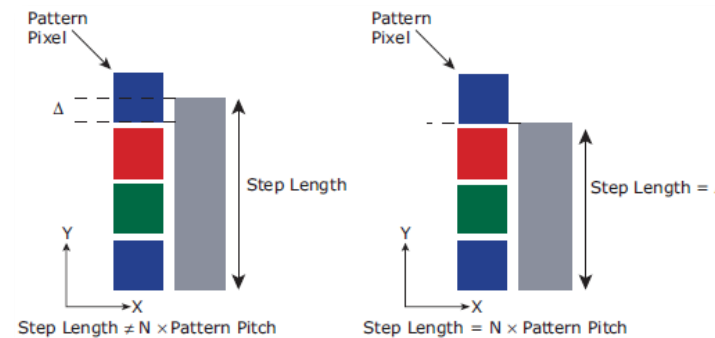 Pattern
Pixel
Δ
Step Length
Y
X
Step Length ≠ N × Pattern Pitch
Pattern
Pixel
Step Length =
Y
X
Step Length = N × Pattern Pitch